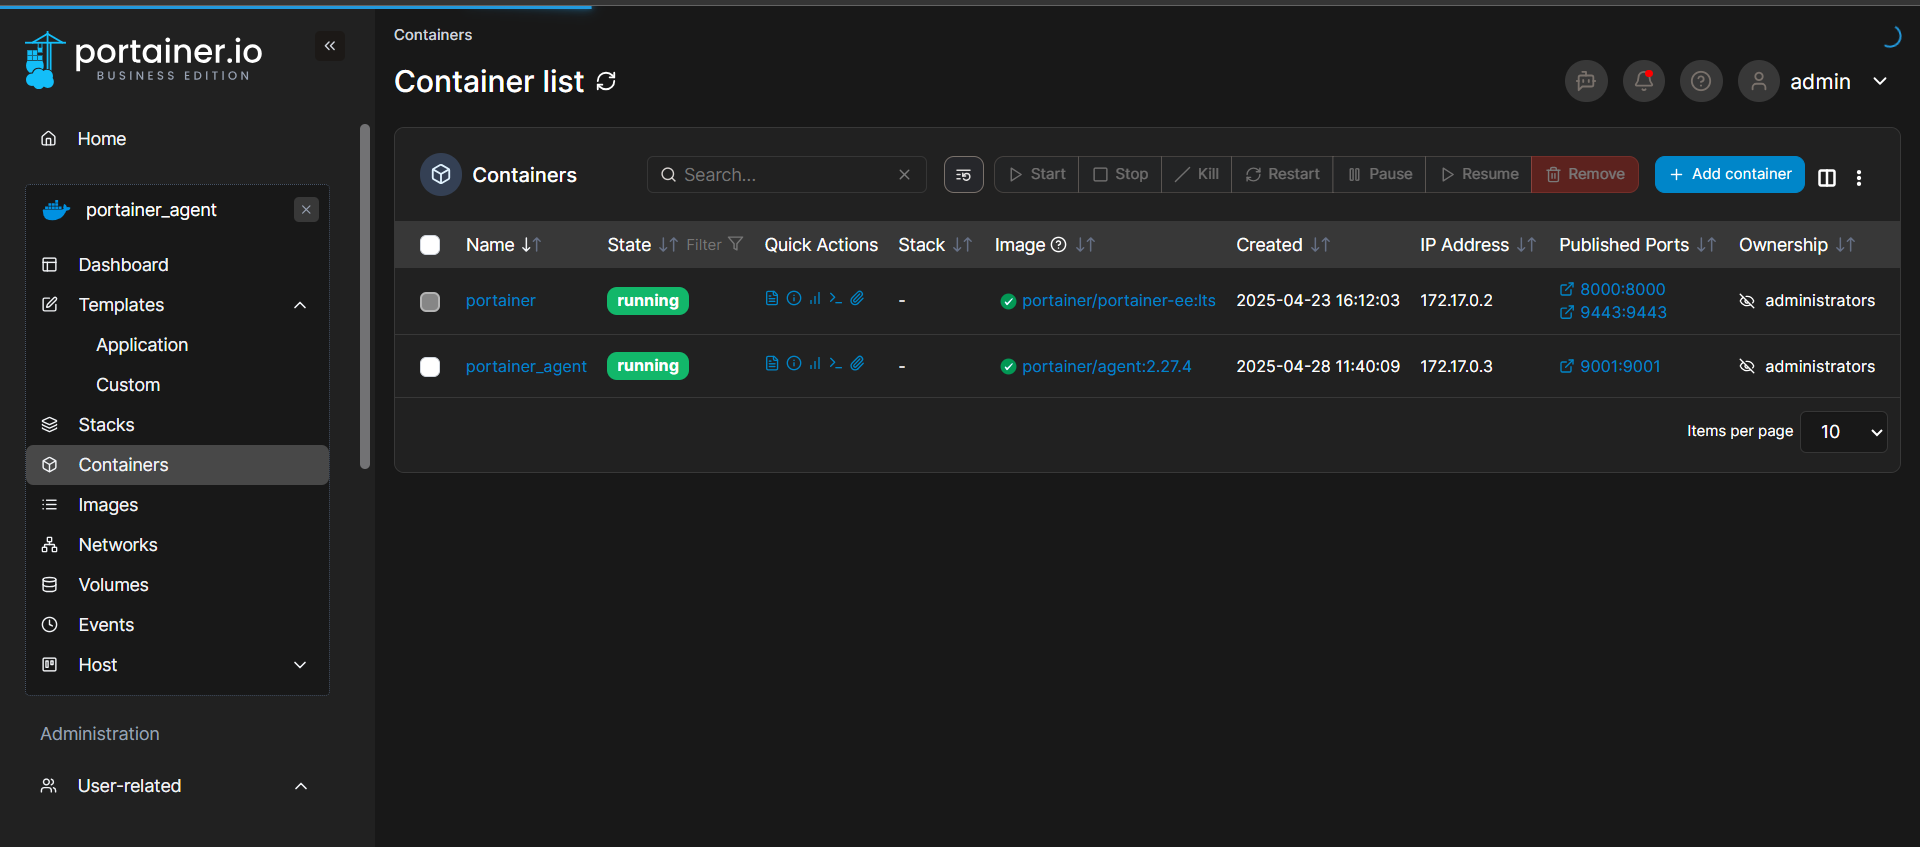 portainer.io
BUSINESS EDITION
Home
portainer_agent
Dashboard
Templates
Application
Custom
Stacks
Containers
Images
Networks
Volumes
Events
Host
Administration
User-related
Containers
Container list
admin
Containers
Search...
Start
Stop
Kill
Restart
Pause
Resume
Remove
Add container
Name State Filter Quick Actions Stack Image Created IP Address Published Ports Ownership
portainer running - portainer/portainer-ee:lts 2025-04-23 16:12:03 172.17.0.2 8000:8000 administrators
9443:9443
portainer_agent running - portainer/agent:2.27.4 2025-04-28 11:40:09 172.17.0.3 9001:9001 administrators
Items per page 10